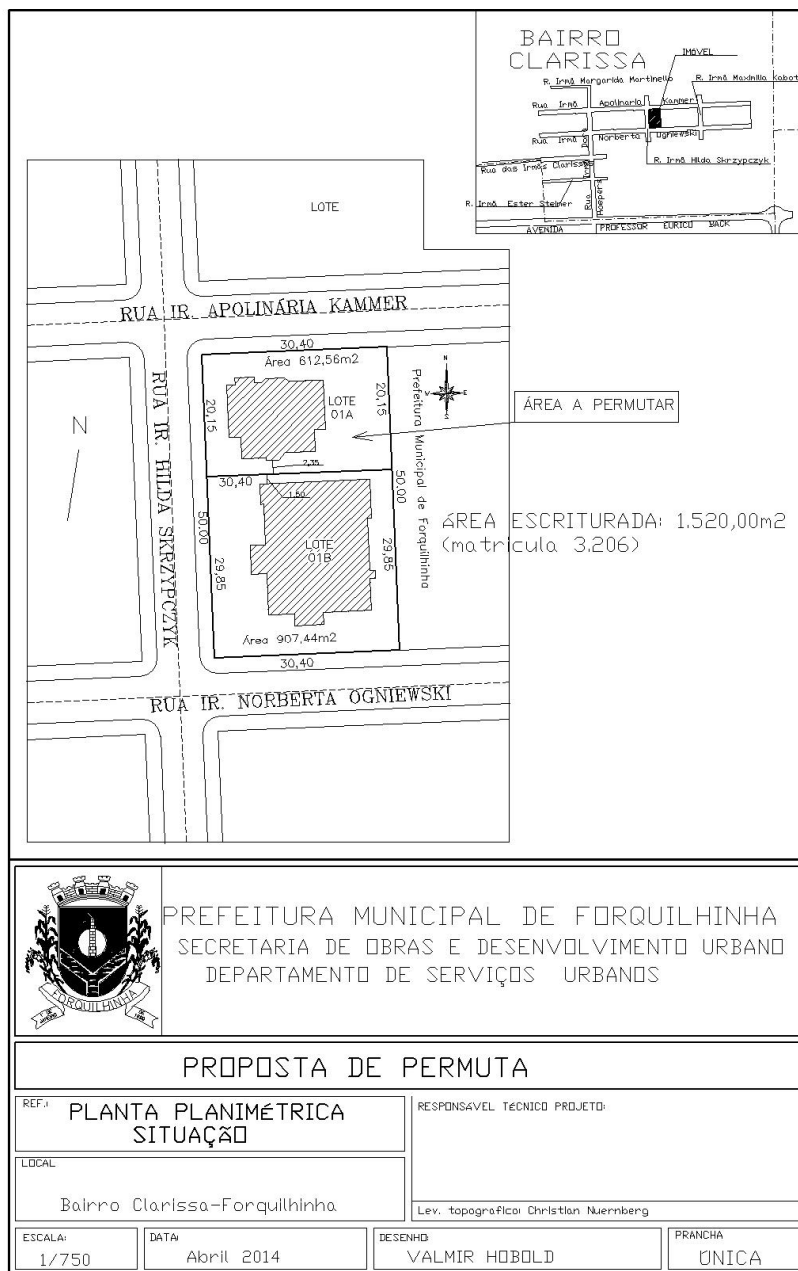 BAIRRO
CLARISSA
IMÓVEL
R. Irmã Margarida Martinello
R. Irmã Maximilia Kabot
Rua Irmã Apolinaria Kammer
Rua Irmã Norberta Ogniewski
Rua das Irmãs Clarissa
R. Irmã Hilda Skrzypczyk
R. Irmã Ester Steiner
AVENIDA PROFESSOR EURICO BACK
LOTE
RUA IR. APOLINÁRIA KAMMER
30,40
Área 612,56m2
LOTE
01A
20,15
20,15
N
W
E
S
Prefeitura Municipal de Forquilhinha
ÁREA A PERMUTAR
N
RUA IR. HILDA SKRZYPCZYK
2,35
30,40
1,50
50.00
50.00
ÁREA ESCRITURADA: 1.520,00m2
(matrícula 3.206)
LOTE
01B
29,85
29,85
Área 907,44m2
30,40
RUA IR. NORBERTA OGNIEWSKI
FORQUILHINHA
PREFEITURA MUNICIPAL DE FORQUILHINHA
SECRETARIA DE OBRAS E DESENVOLVIMENTO URBANO
DEPARTAMENTO DE SERVIÇOS URBANOS
PROPOSTA DE PERMUTA
REF.:
PLANTA PLANIMÉTRICA
SITUAÇÃO
RESPONSÁVEL TÉCNICO PROJETO:
LOCAL
Bairro Clarissa-Forquilhinha
Lev. topografico: Christian Nuernberg
ESCALA:
1/750
DATA:
Abril 2014
DESENHO:
VALMIR HOBOLD
PRANCHA
ÚNICA